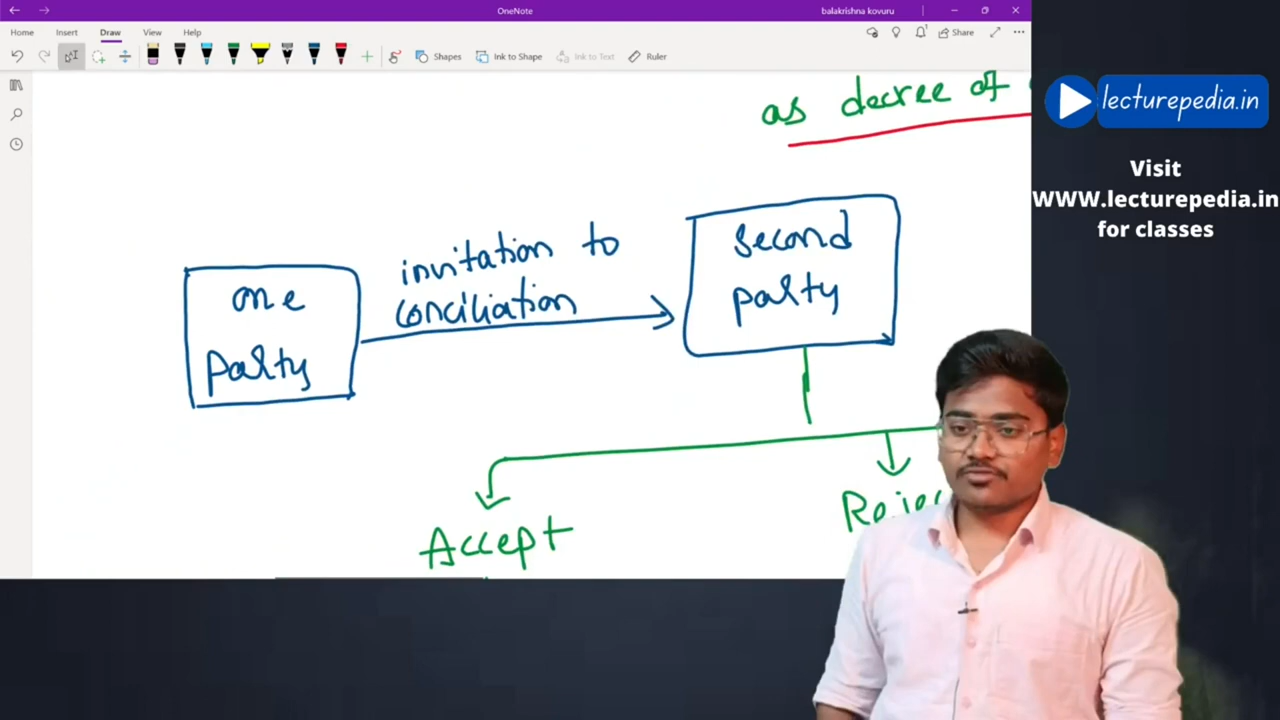 OneNote
balakrishna kovuru
Home Insert Draw View Help
Share
Shapes
Ink to Shape
Ink to Text
Ruler
as decree of
lecturepedia.in
Visit
WWW.lecturepedia.in
for classes
one
party
invitation to
conciliation
second
party
Accept
Rejec